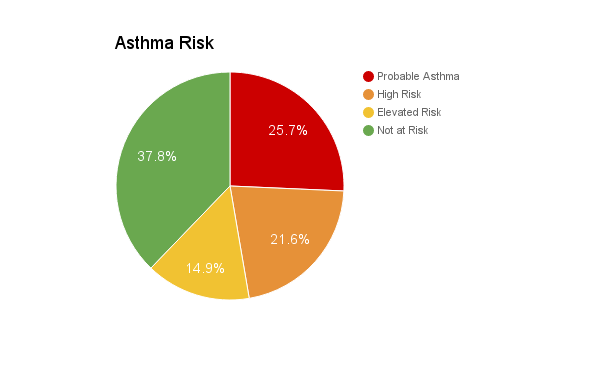 Asthma Risk
Probable Asthma
High Risk
Elevated Risk
Not at Risk
25.7%
37.8%
21.6%
14.9%